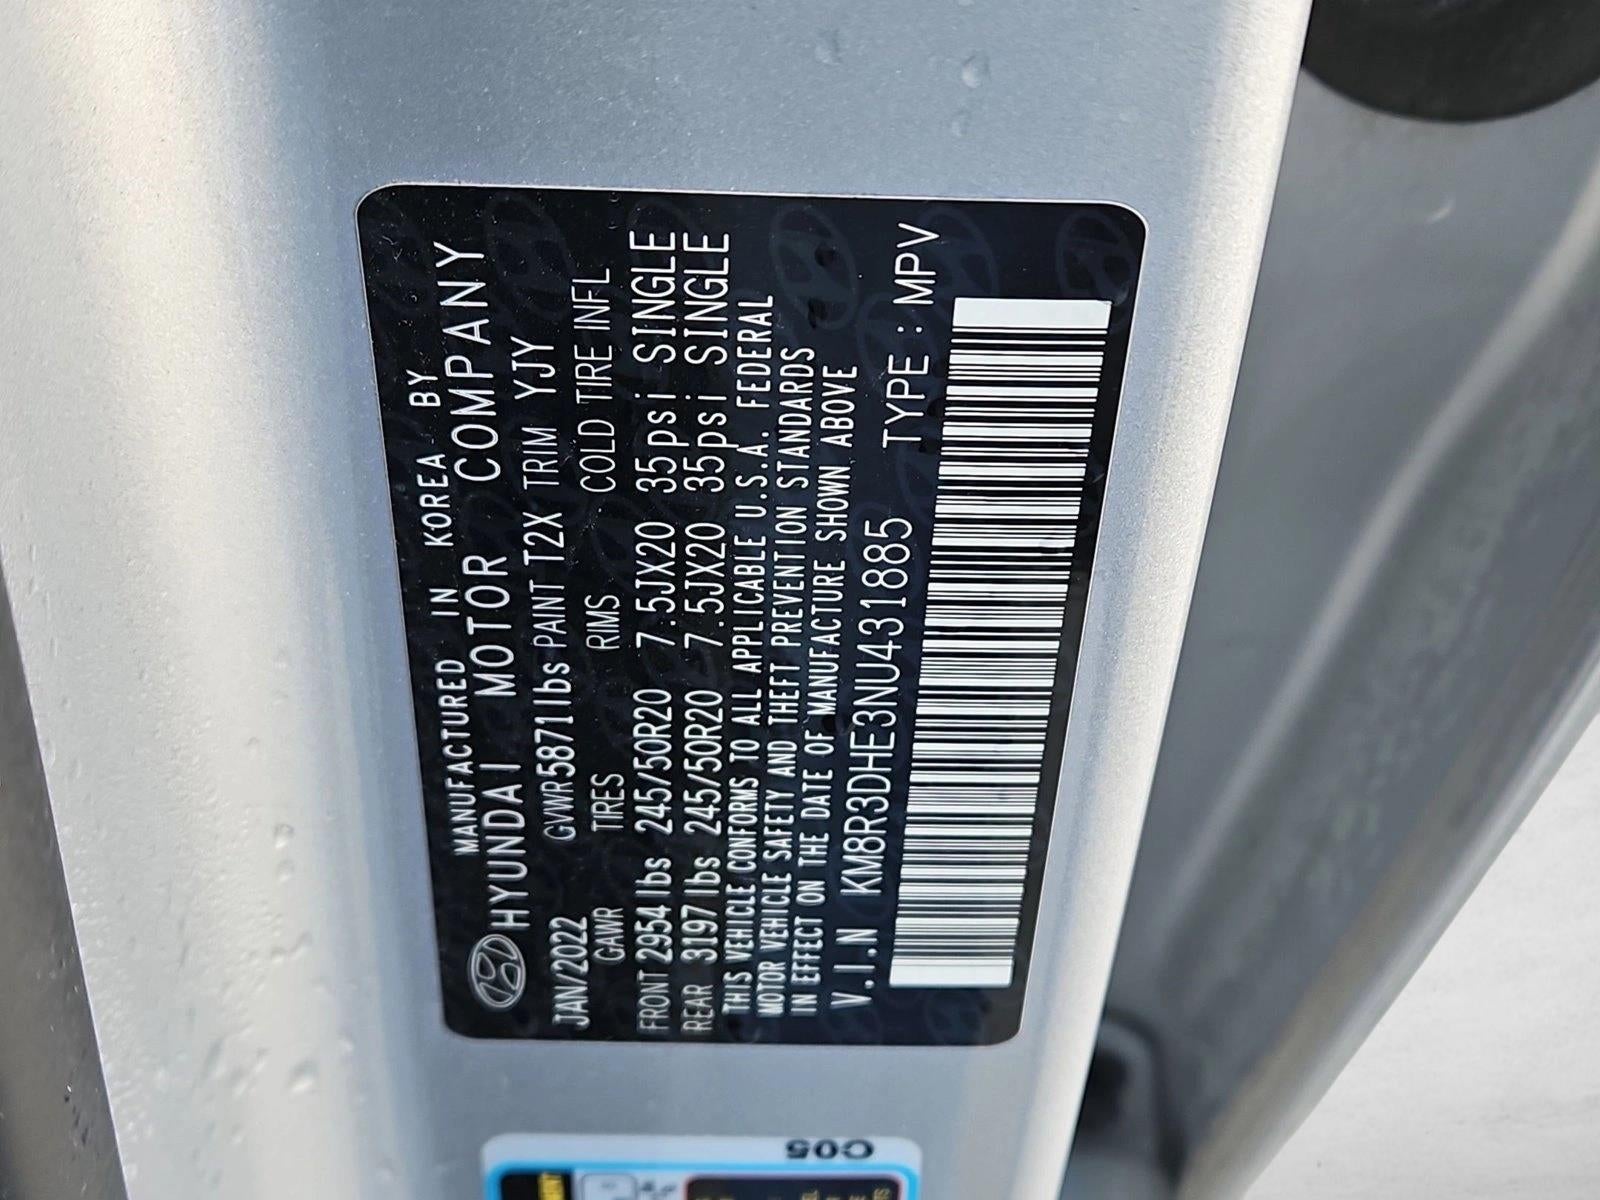 MANUFACTURED IN KOREA BY
HYUNDAI MOTOR COMPANY
JAN/2022 GVWR 5871lbs PAINT T2X TRIM YJY
GAWR TIRES RIMS COLD TIRE INFL
FRONT 2954lbs 245/50R20 7.5JX20 35psi SINGLE
REAR 3197lbs 245/50R20 7.5JX20 35psi SINGLE
THIS VEHICLE CONFORMS TO ALL APPLICABLE U.S.A. FEDERAL
MOTOR VEHICLE SAFETY AND THEFT PREVENTION STANDARDS
IN EFFECT ON THE DATE OF MANUFACTURE SHOWN ABOVE
V.I.N KM8R3DHE3NU431885 TYPE : MPV
C05